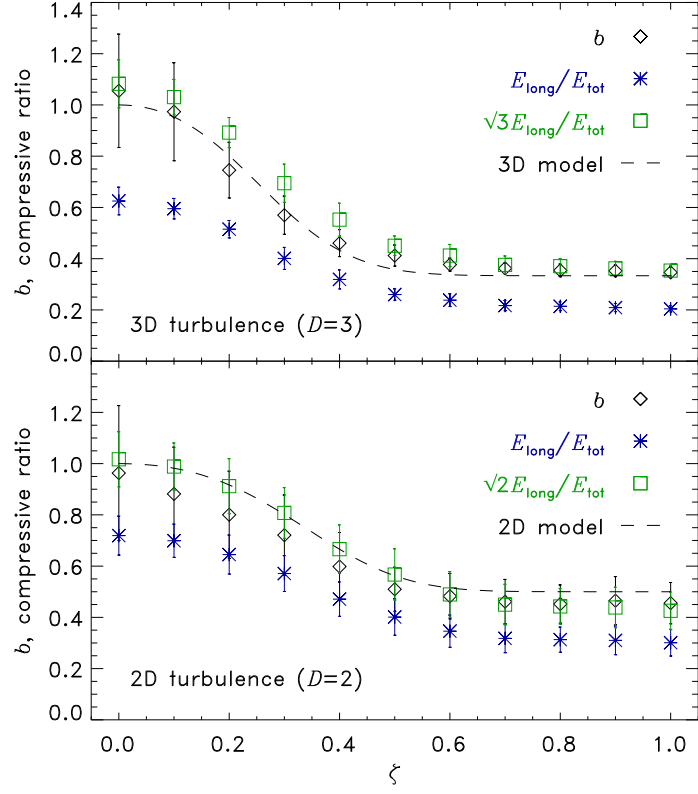 1.4
1.2
1.0
0.8
0.6
0.4
0.2
0.0
b, compressive ratio
b
E_long/E_tot
√3E_long/E_tot
3D model
3D turbulence (D=3)
1.2
1.0
0.8
0.6
0.4
0.2
0.0
b, compressive ratio
b
E_long/E_tot
√2E_long/E_tot
2D model
2D turbulence (D=2)
0.0 0.2 0.4 0.6 0.8 1.0
ζ